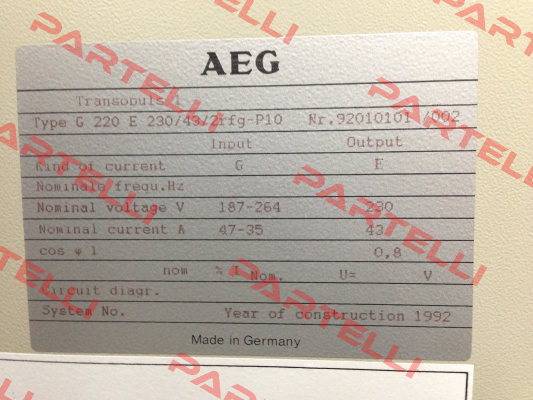 AEG
Transopuls
Type G 220 E 230/43/2rfg-P10 Nr.92010101 /002
Input Output
Kind of current G E
Nominale frequ.Hz
Nominal voltage V 187-264 230
Nominal current A 47-35 43
cos φ 1 0,8
nom % I Nom. U= V
Circuit diagr.
System No. Year of construction 1992
Made in Germany
PARTELLI
PARTELLI
PARTELLI
PARTELLI
PARTELLI
PARTELLI